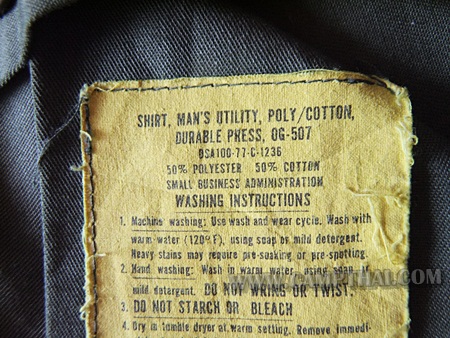 SHIRT, MAN'S UTILITY, POLY/COTTON,
DURABLE PRESS, OG-507
DSA100-77-C-1236
50% POLYESTER 50% COTTON
SMALL BUSINESS ADMINISTRATION
WASHING INSTRUCTIONS
1. Machine washing: Use wash and wear cycle. Wash with
warm water (120°F), using soap or mild detergent.
Heavy stains may require pre-soaking or pre-spotting.
2. Hand washing: Wash in warm water, using soap
mild detergent. DO NOT WRING OR TWIST.
3. DO NOT STARCH OR BLEACH
4. Dry in tumble dryer at warm setting. Remove immedi-